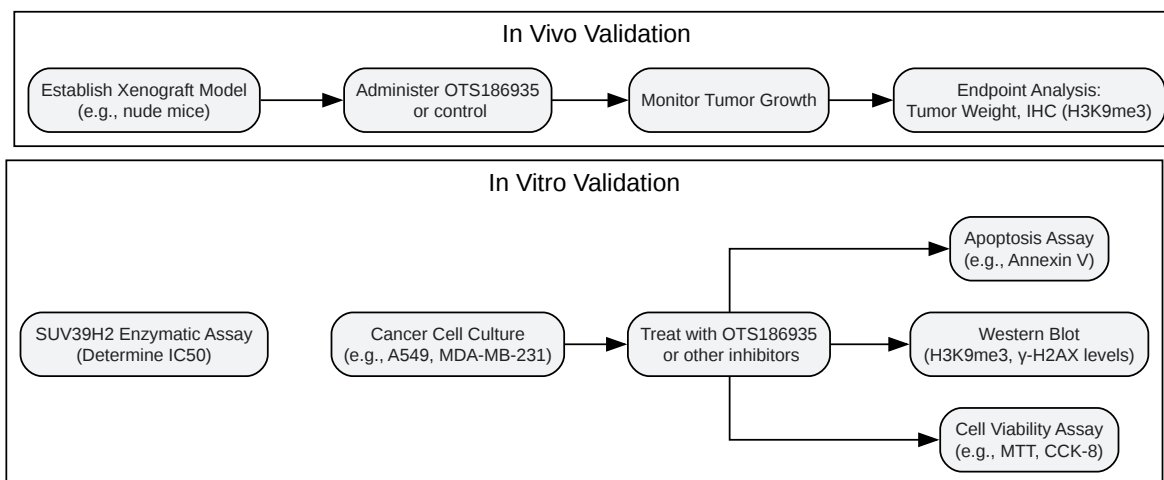 In Vivo Validation
Establish Xenograft Model
(e.g., nude mice)
Administer OTS186935
or control
Monitor Tumor Growth
Endpoint Analysis:
Tumor Weight, IHC (H3K9me3)
In Vitro Validation
SUV39H2 Enzymatic Assay
(Determine IC50)
Cancer Cell Culture
(e.g., A549, MDA-MB-231)
Treat with OTS186935
or other inhibitors
Apoptosis Assay
(e.g., Annexin V)
Western Blot
(H3K9me3, γ-H2AX levels)
Cell Viability Assay
(e.g., MTT, CCK-8)